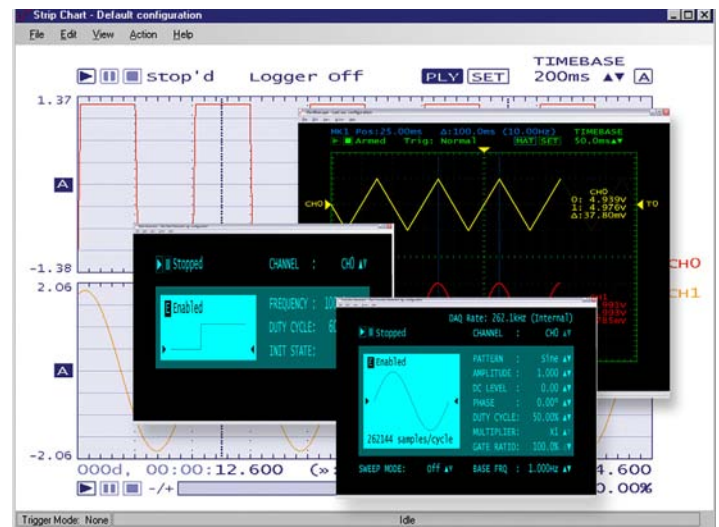 Strip Chart - Default configuration
File Edit View Action Help
Stop'd Logger Off PLY SET TIMEBASE 200ms A
1.37
A
-1.38
2.06
A
-2.06
000d, 00:00:12.600 (»: 4.600
-/+ 0.00%
Trigger Mode: None Idle
CH0
CH1
MK1 Pos:25.00ms Δ:100.0ms (10.00Hz) TIMEBASE
Armed Trig: Normal MAT SET 50.0ms
CH0 T0
CH0
0: 4.939V
1: 4.976V
Δ:37.80mV
Stopped CHANNEL : CH0
E Enabled
FREQUENCY : 100
DUTY CYCLE: 60
INIT STATE:
DAQ Rate: 262.1kHz (Internal)
Stopped CHANNEL : CH0
E Enabled
PATTERN : Sine
AMPLITUDE : 1.000
DC LEVEL : 0.00
PHASE : 0.00°
DUTY CYCLE: 50.00%
MULTIPLIER: X1
GATE RATIO: 100.0%
262144 samples/cycle
SWEEP MODE: Off BASE FRQ : 1.000Hz